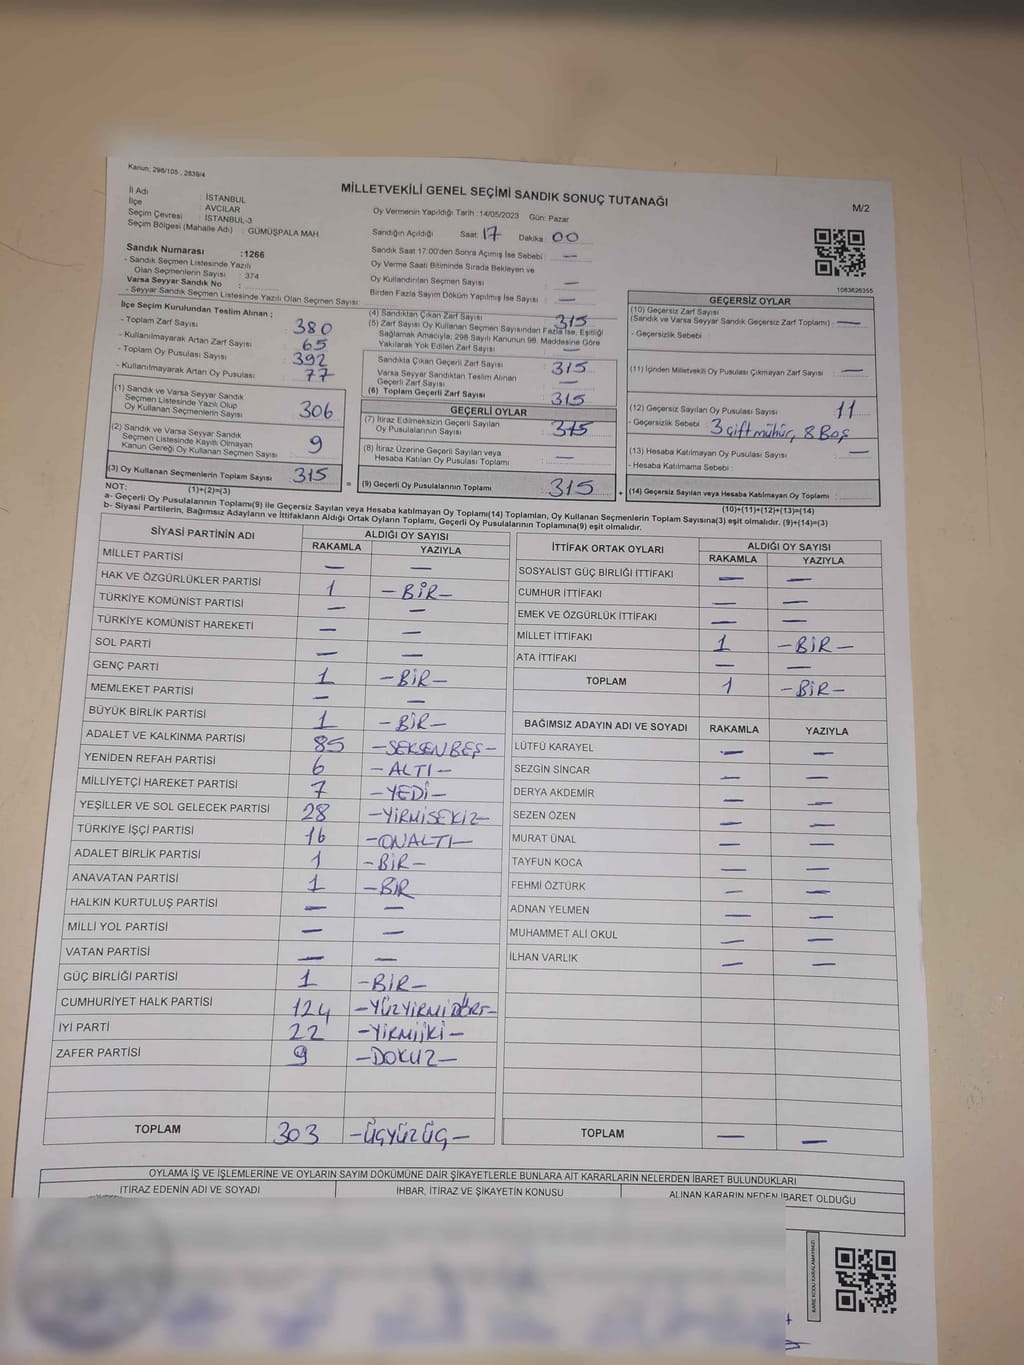 Kanun; 298/105 , 2839/4
MİLLETVEKİLİ GENEL SEÇİMİ SANDIK SONUÇ TUTANAĞI
M/2
İl Adı : İSTANBUL
İlçe : AVCILAR
Seçim Çevresi : İSTANBUL-3
Seçim Bölgesi (Mahalle Adı) : GÜMÜŞPALA MAH.
Oy Vermenin Yapıldığı Tarih : 14/05/2023 Gün: Pazar
Sandığın Açıldığı Saat: 17 Dakika 00
Sandık Saat 17:00'den Sonra Açımış İse Sebebi : —
Oy Verme Saati Bitiminde Sırada Bekleyen ve
Oy Kullandırılan Seçmen Sayısı : —
Birden Fazla Sayım Döküm Yapılmış İse Sayısı : —
Sandık Numarası : 1266
- Sandık Seçmen Listesinde Yazılı
Olan Seçmenlerin Sayısı : 374
Varsa Seyyar Sandık No :
- Seyyar Sandık Seçmen Listesinde Yazılı Olan Seçmen Sayısı:
1083626355
İlçe Seçim Kurulundan Teslim Alınan ;
- Toplam Zarf Sayısı 380
- Kullanılmayarak Artan Zarf Sayısı 65
- Toplam Oy Pusulası Sayısı 392
- Kullanılmayarak Artan Oy Pusulası 77
(1) Sandık ve Varsa Seyyar Sandık
Seçmen Listesinde Yazılı Olup
Oy Kullanan Seçmenlerin Sayısı 306
(2) Sandık ve Varsa Seyyar Sandık
Seçmen Listesinde Kayıtlı Olmayan
Kanun Gereği Oy Kullanan Seçmen Sayısı 9
(3) Oy Kullanan Seçmenlerin Toplam Sayısı 315
(1)+(2)=(3)
(4) Sandıktan Çıkan Zarf Sayısı 315
(5) Zarf Sayısı Oy Kullanan Seçmen Sayısından Fazla İse, Eşitliği
Sağlamak Amacıyla, 298 Sayılı Kanunun 98. Maddesine Göre
Yakılarak Yok Edilen Zarf Sayısı —
Sandıkta Çıkan Geçerli Zarf Sayısı 315
Varsa Seyyar Sandıktan Teslim Alınan
Geçerli Zarf Sayısı —
(6) Toplam Geçerli Zarf Sayısı 315
GEÇERLİ OYLAR
(7) İtiraz Edilmeksizin Geçerli Sayılan
Oy Pusulalarının Sayısı 315
(8) İtiraz Üzerine Geçerli Sayılan veya
Hesaba Katılan Oy Pusulası Toplamı —
= (9) Geçerli Oy Pusulalarının Toplamı 315 +
GEÇERSİZ OYLAR
(10) Geçersiz Zarf Sayısı
(Sandık ve Varsa Seyyar Sandık Geçersiz Zarf Toplamı) : —
- Geçersizlik Sebebi :
(11) İçinden Milletvekili Oy Pusulası Çıkmayan Zarf Sayısı : —
(12) Geçersiz Sayılan Oy Pusulası Sayısı : 11
- Geçersizlik Sebebi : 3 çift mühür, 8 Boş
(13) Hesaba Katılmayan Oy Pusulası Sayısı : —
- Hesaba Katılmama Sebebi :
(14) Geçersiz Sayılan veya Hesaba Katılmayan Oy Toplamı :
(10)+(11)+(12)+(13)=(14)
NOT:
a- Geçerli Oy Pusulaları Toplamı(9) ile Geçersiz Sayılan veya Hesaba katılmayan Oy Toplamı(14) Toplamları, Oy Kullanan Seçmenlerin Toplam Sayısına(3) eşit olmalıdır. (9)+(14)=(3)
b- Siyasi Partilerin, Bağımsız Adayların ve İttifakların Aldığı Ortak Oyların Toplamı, Geçerli Oy Pusulalarının Toplamına(9) eşit olmalıdır.
SİYASİ PARTİNİN ADI ALDIĞI OY SAYISI
RAKAMLA YAZIYLA
MİLLET PARTİSİ — —
HAK VE ÖZGÜRLÜKLER PARTİSİ 1 -BİR-
TÜRKİYE KOMÜNİST PARTİSİ — —
TÜRKİYE KOMÜNİST HAREKETİ — —
SOL PARTİ — —
GENÇ PARTİ 1 -BİR-
MEMLEKET PARTİSİ — —
BÜYÜK BİRLİK PARTİSİ 1 -BİR-
ADALET VE KALKINMA PARTİSİ 85 -SEKSENBEŞ-
YENİDEN REFAH PARTİSİ 6 -ALTI-
MİLLİYETÇİ HAREKET PARTİSİ 7 -YEDİ-
YEŞİLLER VE SOL GELECEK PARTİSİ 28 -YİRMİSEKİZ-
TÜRKİYE İŞÇİ PARTİSİ 16 -ONALTI-
ADALET BİRLİK PARTİSİ 1 -BİR-
ANAVATAN PARTİSİ 1 -BİR
HALKIN KURTULUŞ PARTİSİ — —
MİLLİ YOL PARTİSİ — —
VATAN PARTİSİ — —
GÜÇ BİRLİĞİ PARTİSİ 1 -BİR-
CUMHURİYET HALK PARTİSİ 124 -YÜZYİRMİDÖRT-
İYİ PARTİ 22 -YİRMİİKİ-
ZAFER PARTİSİ 9 -DOKUZ-
TOPLAM 303 -ÜÇYÜZÜÇ-
İTTİFAK ORTAK OYLARI ALDIĞI OY SAYISI
RAKAMLA YAZIYLA
SOSYALİST GÜÇ BİRLİĞİ İTTİFAKI — —
CUMHUR İTTİFAKI — —
EMEK VE ÖZGÜRLÜK İTTİFAKI — —
MİLLET İTTİFAKI 1 -BİR-
ATA İTTİFAKI — —
TOPLAM 1 -BİR-
BAĞIMSIZ ADAYIN ADI VE SOYADI RAKAMLA YAZIYLA
LÜTFÜ KARAYEL — —
SEZGİN SİNCAR — —
DERYA AKDEMİR — —
SEZEN ÖZEN — —
MURAT ÜNAL — —
TAYFUN KOCA — —
FEHMİ ÖZTÜRK — —
ADNAN YELMEN — —
MUHAMMET ALİ OKUL — —
İLHAN VARLIK — —
TOPLAM — —
OYLAMA İŞ VE İŞLEMLERİNE VE OYLARIN SAYIM DÖKÜMÜNE DAİR ŞİKAYETLERLE BUNLARA AİT KARARLARIN NELERDEN İBARET BULUNDUKLARI
İTİRAZ EDENİN ADI VE SOYADI İHBAR, İTİRAZ VE ŞİKAYETİN KONUSU ALINAN KARARIN NEDEN İBARET OLDUĞU
KARE KODU KARALAMAYINIZ!